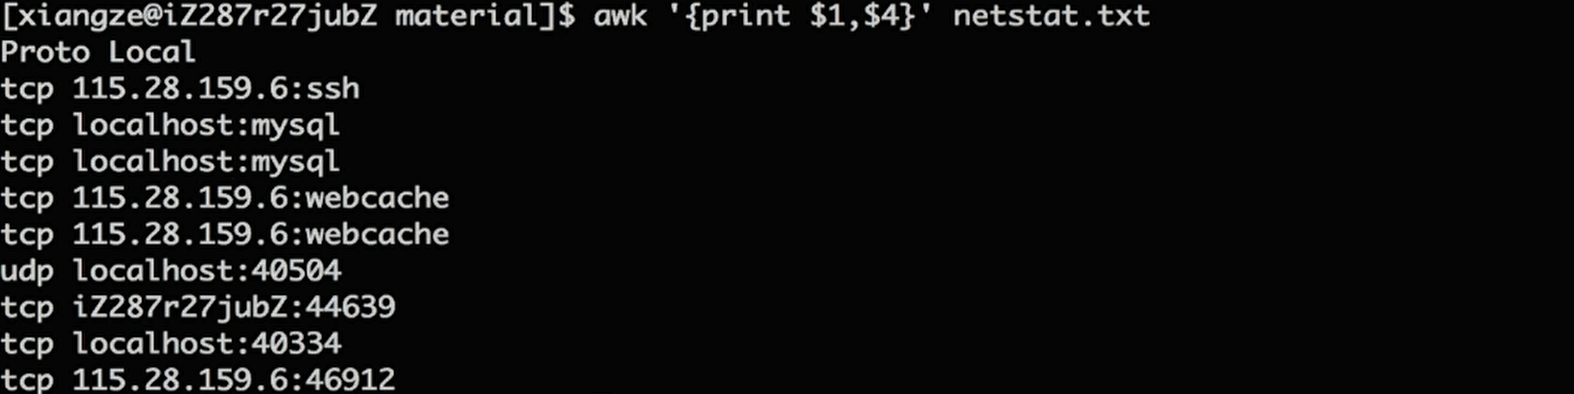 [xiangze@iZ287r27jubZ material]$ awk '{print $1,$4}' netstat.txt
Proto Local
tcp 115.28.159.6:ssh
tcp localhost:mysql
tcp localhost:mysql
tcp 115.28.159.6:webcache
tcp 115.28.159.6:webcache
udp localhost:40504
tcp iZ287r27jubZ:44639
tcp localhost:40334
tcp 115.28.159.6:46912